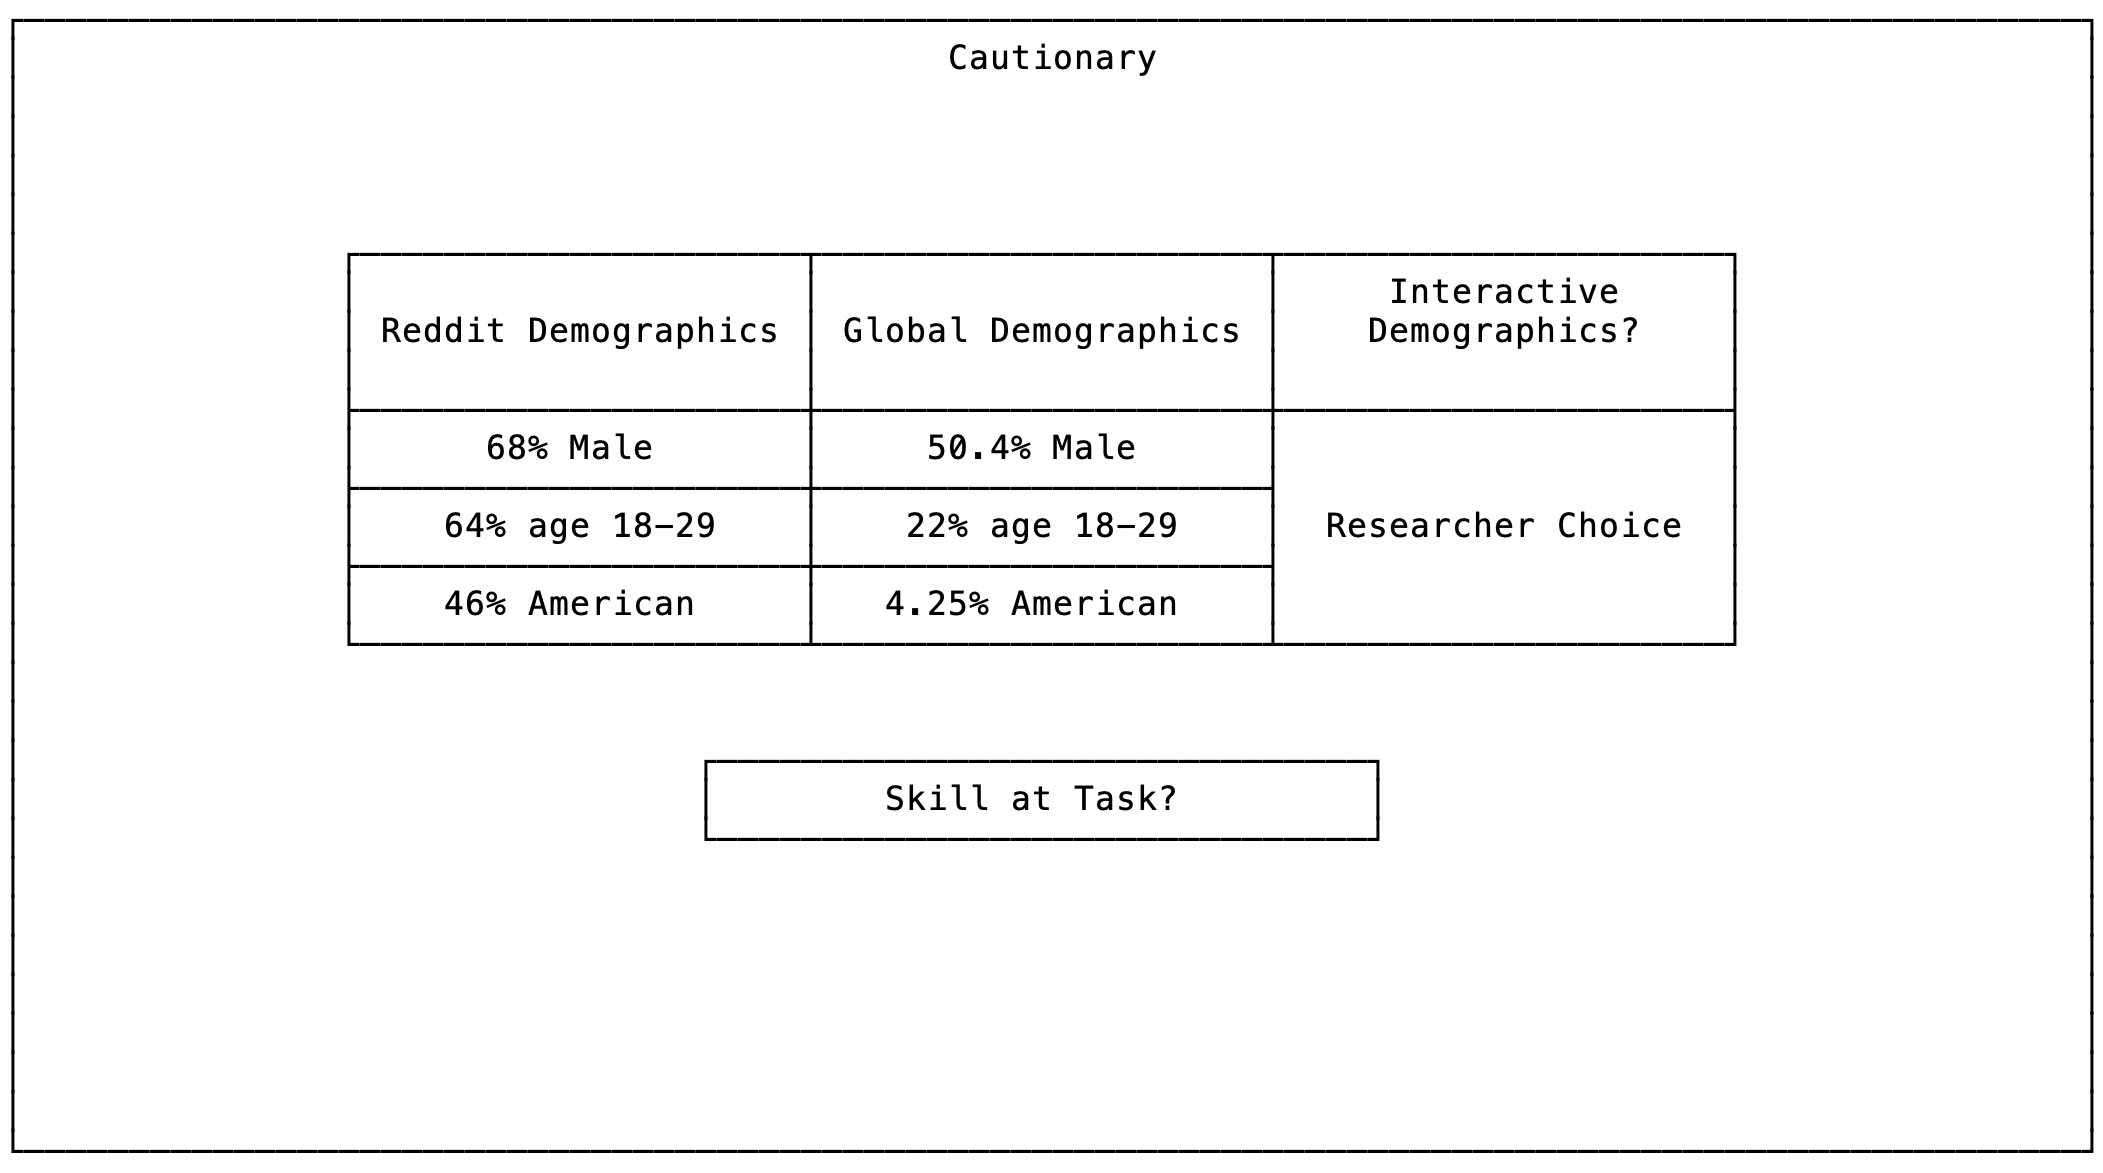 Cautionary
Reddit Demographics
Global Demographics
Interactive
Demographics?
68% Male
50.4% Male
64% age 18-29
22% age 18-29
Researcher Choice
46% American
4.25% American
Skill at Task?